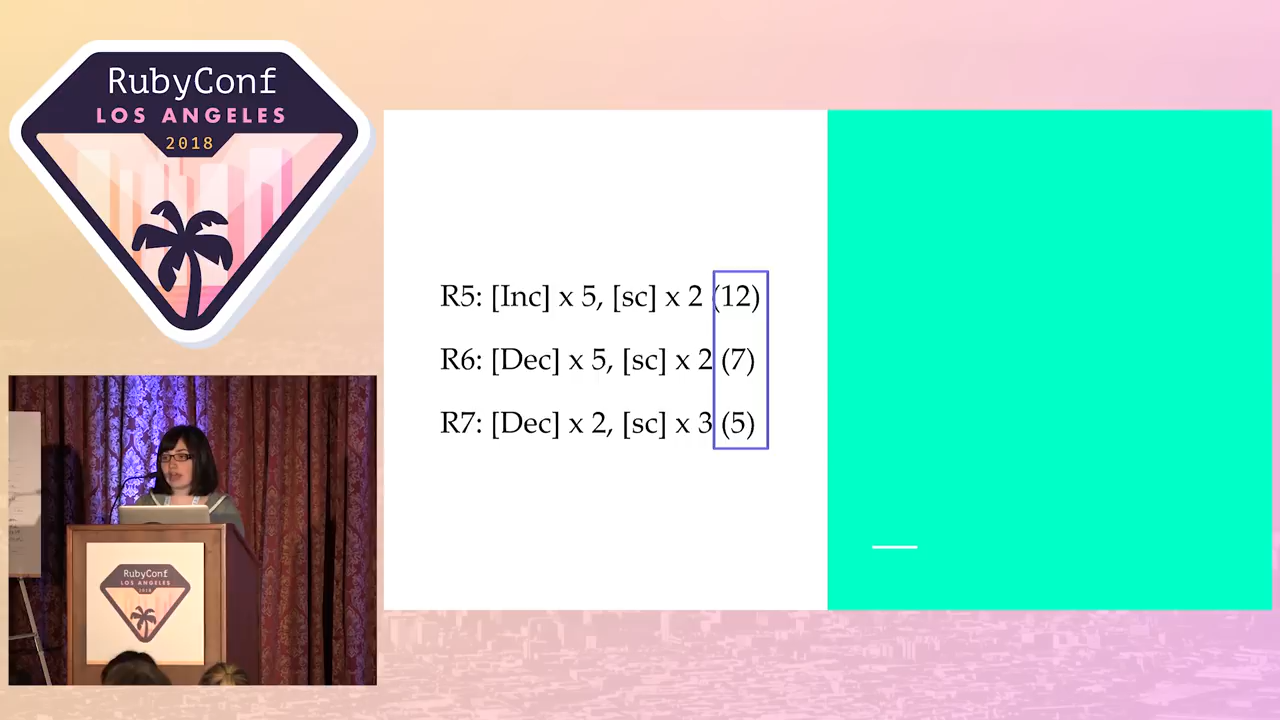 RubyConf
LOS ANGELES
2018
R5: [Inc] x 5, [sc] x 2 (12)
R6: [Dec] x 5, [sc] x 2 (7)
R7: [Dec] x 2, [sc] x 3 (5)
RubyConf
LOS ANGELES
2018